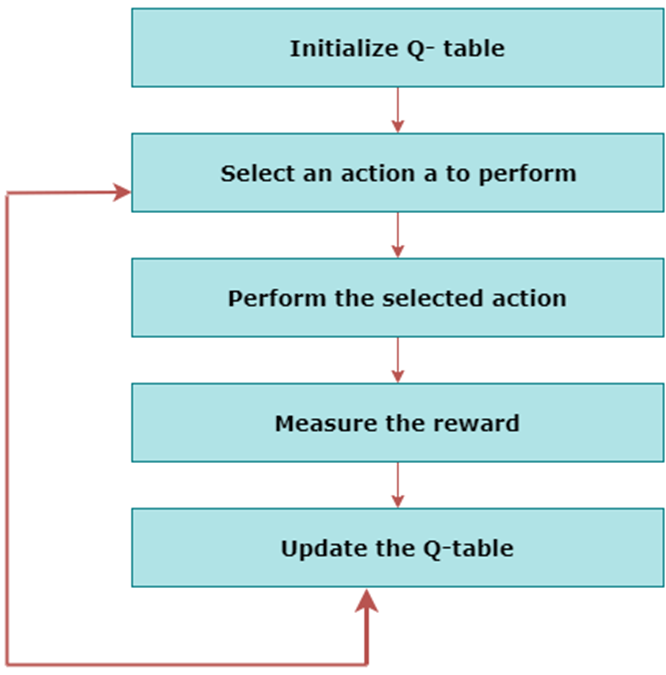 Initialize Q- table
Select an action a to perform
Perform the selected action
Measure the reward
Update the Q-table